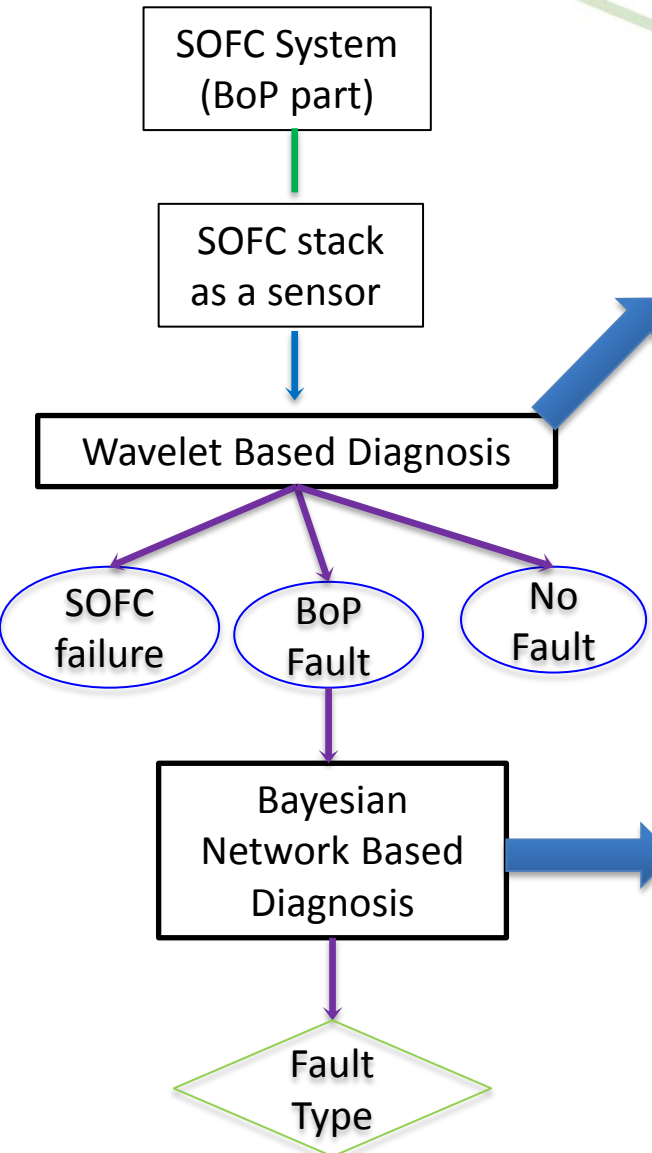 SOFC System
(BoP part)
SOFC stack
as a sensor
Wavelet Based Diagnosis
SOFC
failure
BoP
Fault
No
Fault
Bayesian
Network Based
Diagnosis
Fault
Type